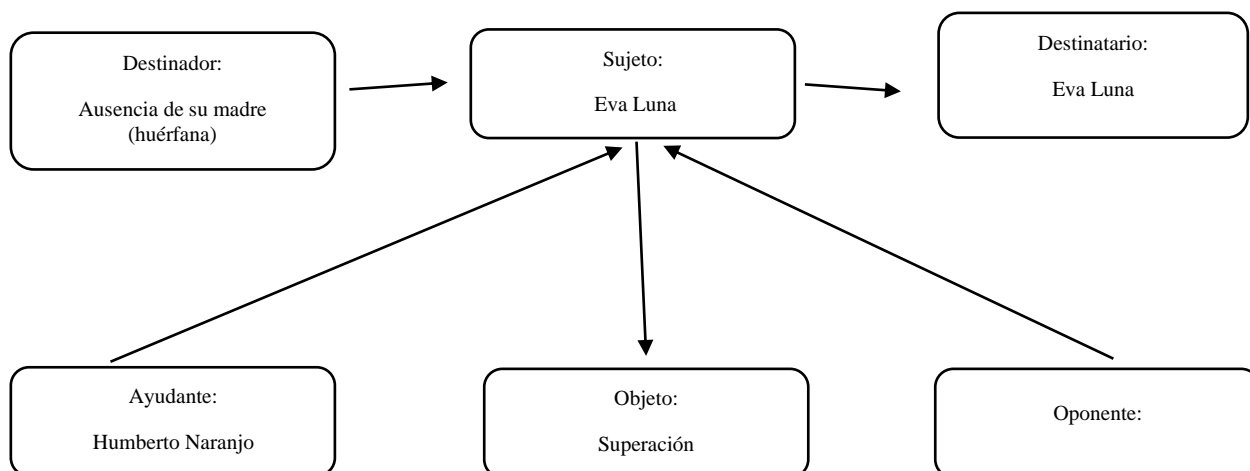 Destinador:
Ausencia de su madre
(huérfana)
Sujeto:
Eva Luna
Destinatario:
Eva Luna
Ayudante:
Humberto Naranjo
Objeto:
Superación
Oponente: